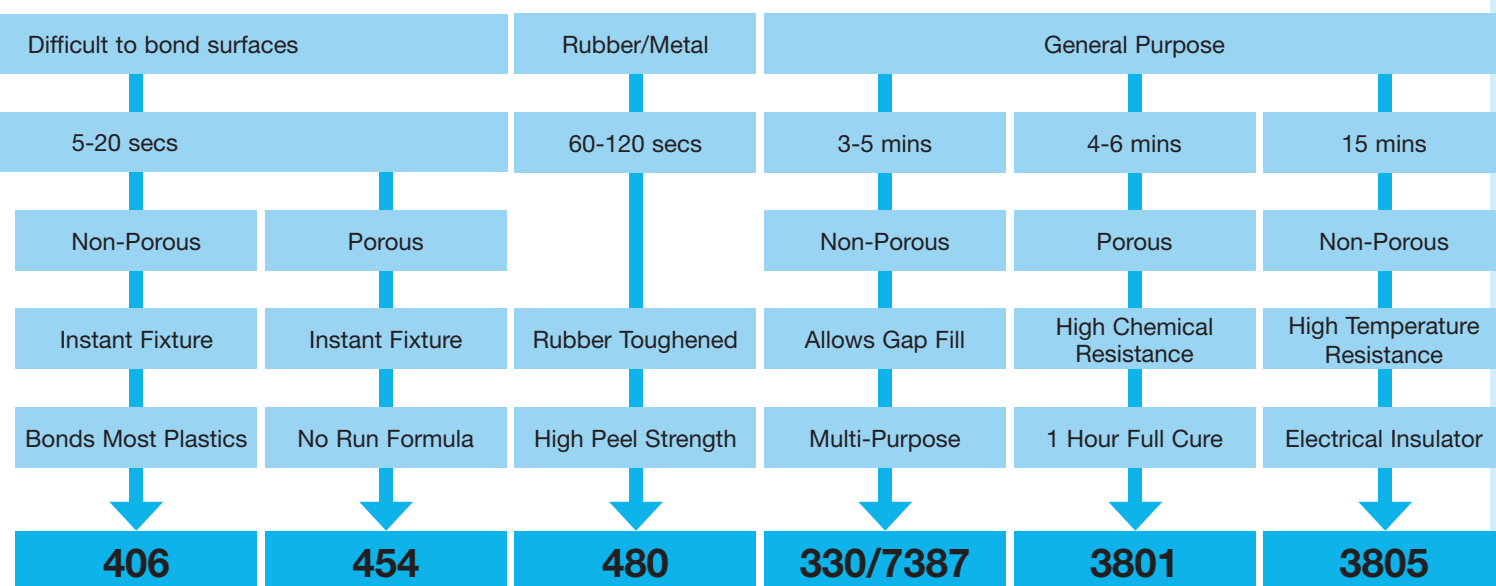 Difficult to bond surfaces
Rubber/Metal
General Purpose
5-20 secs
60-120 secs
3-5 mins
4-6 mins
15 mins
Non-Porous
Porous
Non-Porous
Porous
Non-Porous
Instant Fixture
Instant Fixture
Rubber Toughened
Allows Gap Fill
High Chemical
Resistance
High Temperature
Resistance
Bonds Most Plastics
No Run Formula
High Peel Strength
Multi-Purpose
1 Hour Full Cure
Electrical Insulator
406
454
480
330/7387
3801
3805